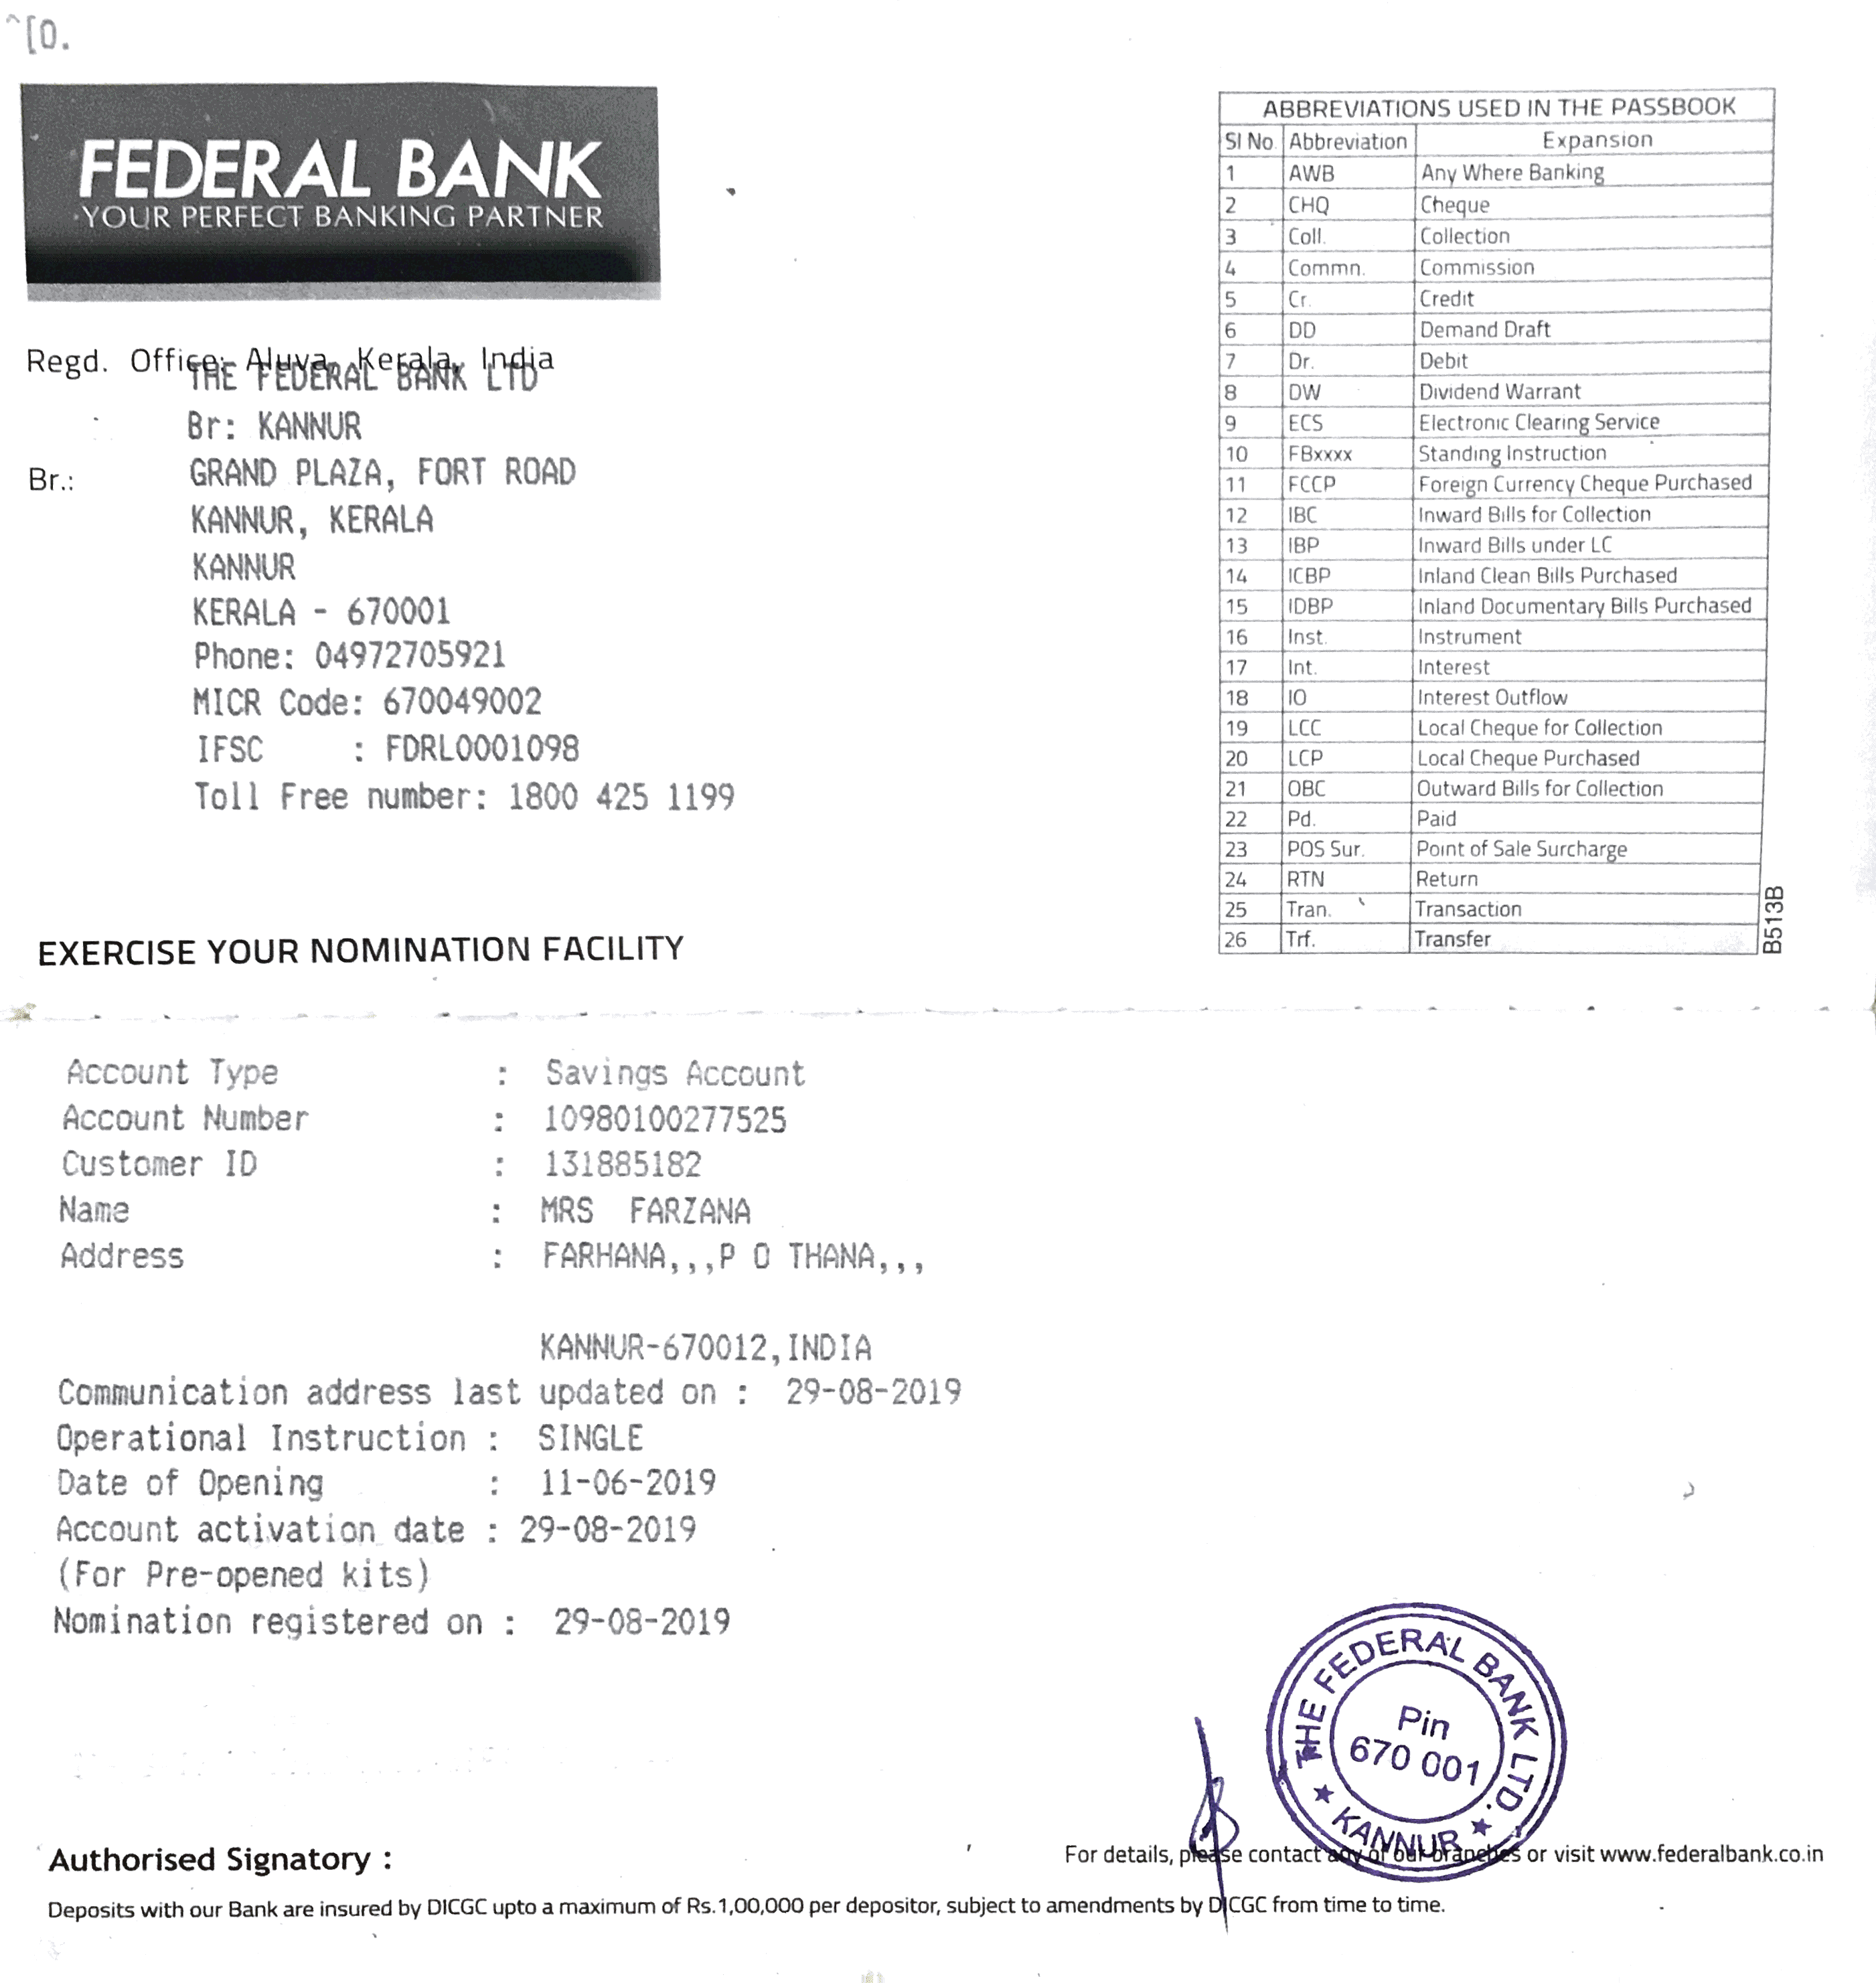 FEDERAL BANK
YOUR PERFECT BANKING PARTNER
Regd. Office: Aluva, Kerala, India
THE FEDERAL BANK LTD
Br: KANNUR
Br.: GRAND PLAZA, FORT ROAD
KANNUR, KERALA
KANNUR
KERALA - 670001
Phone: 04972705921
MICR Code: 670049002
IFSC : FDRL0001098
Toll Free number: 1800 425 1199
EXERCISE YOUR NOMINATION FACILITY
ABBREVIATIONS USED IN THE PASSBOOK
Sl No. Abbreviation Expansion
1 AWB Any Where Banking
2 CHQ Cheque
3 Coll. Collection
4 Commn. Commission
5 Cr. Credit
6 DD Demand Draft
7 Dr. Debit
8 DW Dividend Warrant
9 ECS Electronic Clearing Service
10 FBxxxx Standing Instruction
11 FCCP Foreign Currency Cheque Purchased
12 IBC Inward Bills for Collection
13 IBP Inward Bills under LC
14 ICBP Inland Clean Bills Purchased
15 IDBP Inland Documentary Bills Purchased
16 Inst. Instrument
17 Int. Interest
18 IO Interest Outflow
19 LCC Local Cheque for Collection
20 LCP Local Cheque Purchased
21 OBC Outward Bills for Collection
22 Pd. Paid
23 POS Sur. Point of Sale Surcharge
24 RTN Return
25 Tran. Transaction
26 Trf. Transfer
B513B
Account Type : Savings Account
Account Number : 10980100277525
Customer ID : 131885182
Name : MRS FARZANA
Address : FARHANA,,,P O THANA,,,
KANNUR-670012,INDIA
Communication address last updated on : 29-08-2019
Operational Instruction : SINGLE
Date of Opening : 11-06-2019
Account activation date : 29-08-2019
(For Pre-opened kits)
Nomination registered on : 29-08-2019
THE FEDERAL BANK LTD.
Pin
670 001
★ KANNUR ★
Authorised Signatory :
For details, please contact any of our branches or visit www.federalbank.co.in
Deposits with our Bank are insured by DICGC upto a maximum of Rs.1,00,000 per depositor, subject to amendments by DICGC from time to time.